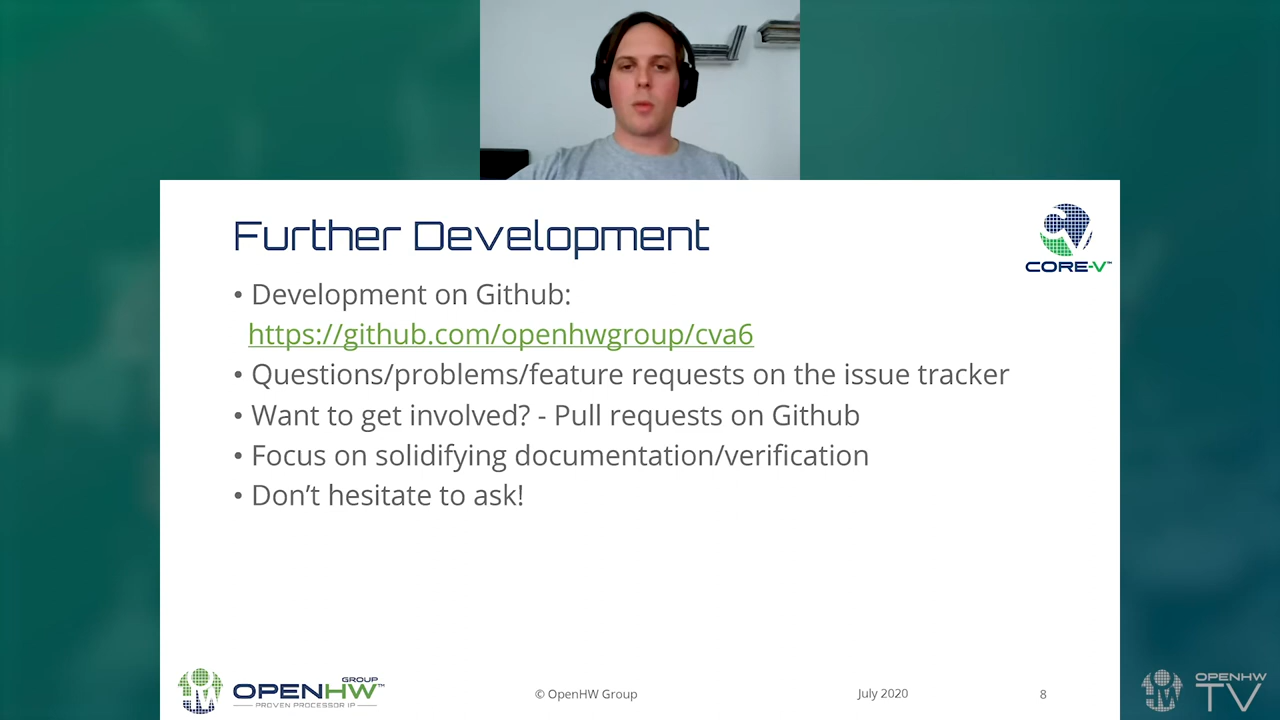 Further Development
CORE-V™
• Development on Github:
https://github.com/openhwgroup/cva6
• Questions/problems/feature requests on the issue tracker
• Want to get involved? - Pull requests on Github
• Focus on solidifying documentation/verification
• Don’t hesitate to ask!
GROUP
OPENHW™
PROVEN PROCESSOR IP
© OpenHW Group
July 2020
8
OPENHW
TV